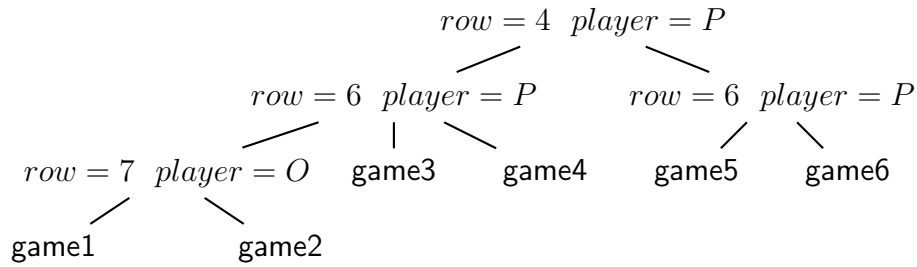 row = 4 player = P
row = 6 player = P row = 6 player = P
row = 7 player = O game3 game4 game5 game6
game1 game2